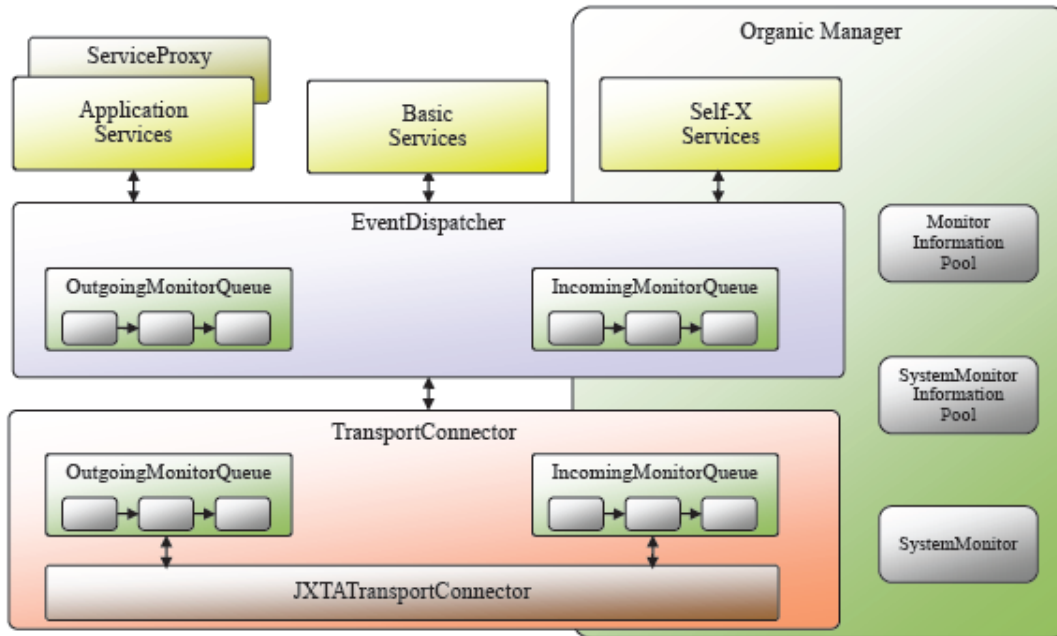 Organic Manager
ServiceProxy
Application
Services
Basic
Services
Self-X
Services
EventDispatcher
Monitor
Information
Pool
OutgoingMonitorQueue
IncomingMonitorQueue
SystemMonitor
Information
Pool
TransportConnector
OutgoingMonitorQueue
IncomingMonitorQueue
SystemMonitor
JXTATransportConnector